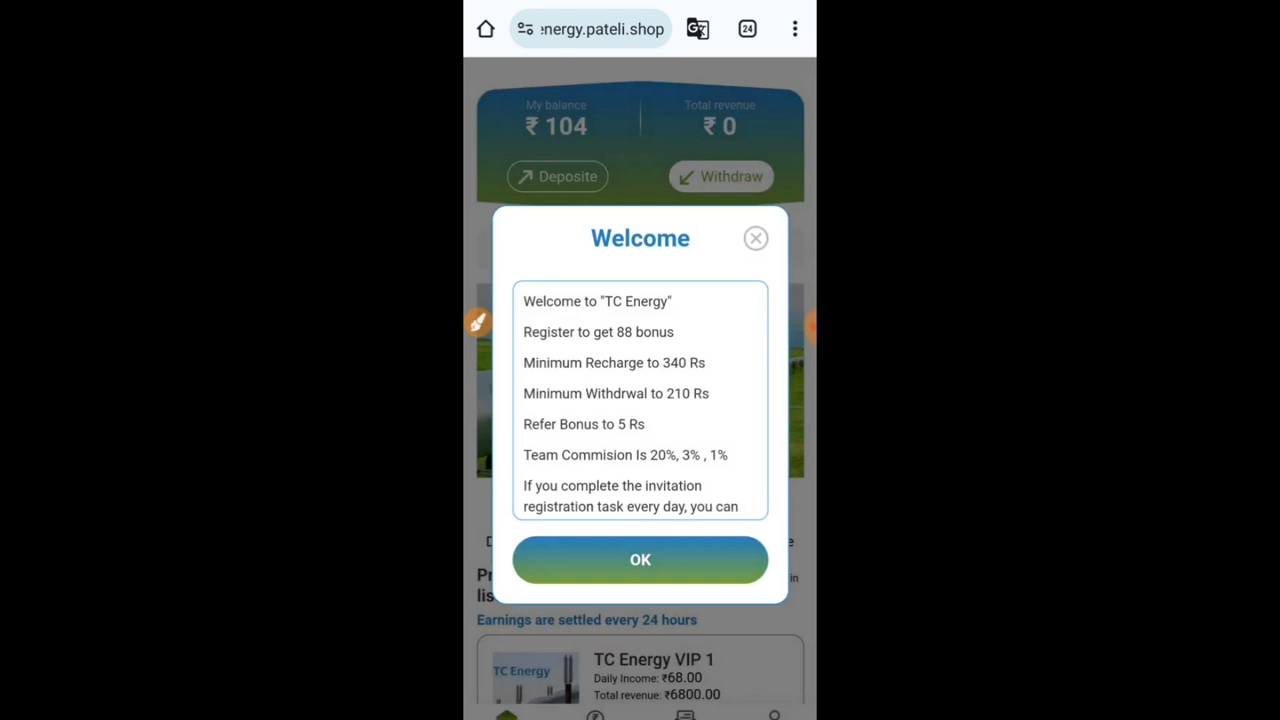 energy.pateli.shop
24
My balance
Total revenue
₹ 104
₹ 0
Deposite
Withdraw
Welcome
Welcome to "TC Energy"
Register to get 88 bonus
Minimum Recharge to 340 Rs
Minimum Withdrwal to 210 Rs
Refer Bonus to 5 Rs
Team Commision Is 20%, 3% , 1%
If you complete the invitation
registration task every day, you can
OK
in
Earnings are settled every 24 hours
TC Energy
TC Energy VIP 1
Daily Income: ₹68.00
Total revenue: ₹6800.00